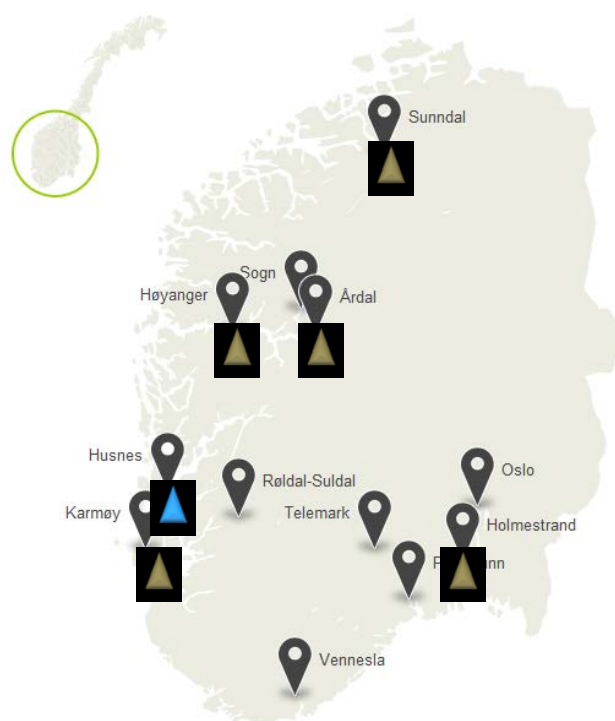 Sunndal
Sogn
Høyanger
Årdal
Husnes
Røldal-Suldal
Oslo
Karmøy
Telemark
Holmestrand
Vennesla